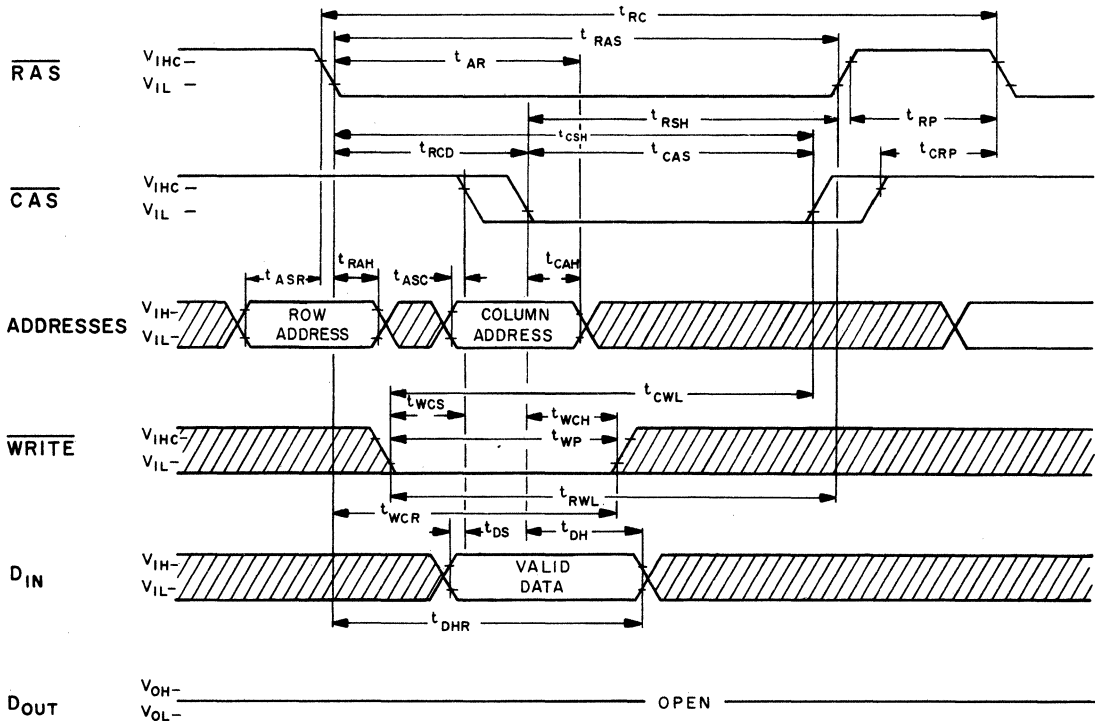 tRC
tRAS
tAR
RAS
VIHC
VIL
tRSH
tRP
tCSH
tRCD
tCAS
tCRP
CAS
VIHC
VIL
tASR
tRAH
tASC
tCAH
ADDRESSES
VIH
VIL
ROW
ADDRESS
COLUMN
ADDRESS
tCWL
tWCS
tWCH
WRITE
VIHC
VIL
tWP
tRWL
tWCR
tDS
tDH
DIN
VIH
VIL
VALID
DATA
tDHR
DOUT
VOH
VOL
OPEN